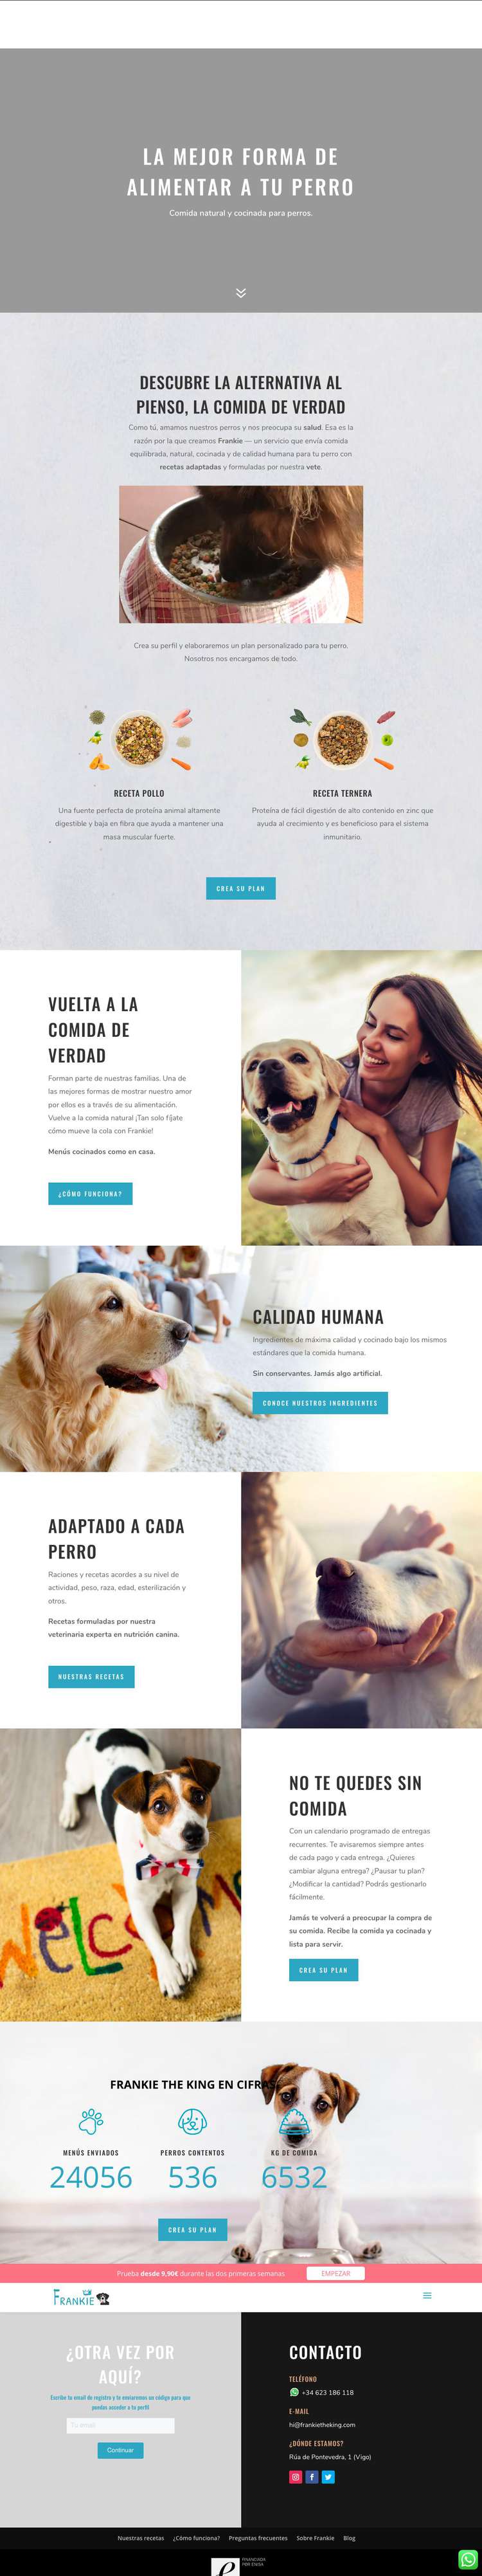 LA MEJOR FORMA DE
ALIMENTAR A TU PERRO
Comida natural y cocinada para perros.
DESCUBRE LA ALTERNATIVA AL
PIENSO, LA COMIDA DE VERDAD
Como tú, amamos nuestros perros y nos preocupa su salud. Esa es la
razón por la que creamos Frankie — un servicio que envía comida
equilibrada, natural, cocinada y de calidad humana para tu perro con
recetas adaptadas y formuladas por nuestra vete.
Crea su perfil y elaboraremos un plan personalizado para tu perro.
Nosotros nos encargamos de todo.
RECETA POLLO
Una fuente perfecta de proteína animal altamente
digestible y baja en fibra que ayuda a mantener una
masa muscular fuerte.
RECETA TERNERA
Proteína de fácil digestión de alto contenido en zinc que
ayuda al crecimiento y es beneficioso para el sistema
inmunitario.
CREA SU PLAN
VUELTA A LA
COMIDA DE
VERDAD
Forman parte de nuestras familias. Una de
las mejores formas de mostrar nuestro amor
por ellos es a través de su alimentación.
Vuelve a la comida natural ¡Tan solo fíjate
cómo mueve la cola con Frankie!
Menús cocinados como en casa.
¿CÓMO FUNCIONA?
CALIDAD HUMANA
Ingredientes de máxima calidad y cocinado bajo los mismos
estándares que la comida humana.
Sin conservantes. Jamás algo artificial.
CONOCE NUESTROS INGREDIENTES
ADAPTADO A CADA
PERRO
Raciones y recetas acordes a su nivel de
actividad, peso, raza, edad, esterilización y
otros.
Recetas formuladas por nuestra
veterinaria experta en nutrición canina.
NUESTRAS RECETAS
NO TE QUEDES SIN
COMIDA
Con un calendario programado de entregas
recurrentes. Te avisaremos siempre antes
de cada pago y cada entrega. ¿Quieres
cambiar alguna entrega? ¿Pausar tu plan?
¿Modificar la cantidad? Podrás gestionarlo
fácilmente.
Jamás te volverá a preocupar la compra de
su comida. Recibe la comida ya cocinada y
lista para servir.
CREA SU PLAN
FRANKIE THE KING EN CIFRAS
MENÚS ENVIADOS
24056
PERROS CONTENTOS
536
KG DE COMIDA
6532
CREA SU PLAN
Prueba desde 9,90€ durante las dos primeras semanas
EMPEZAR
FRANKIE
¿OTRA VEZ POR
AQUÍ?
Escribe tu email de registro y te enviaremos un código para que
puedas acceder a tu perfil
Tu email
Continuar
CONTACTO
TELÉFONO
+34 623 186 118
E-MAIL
hi@frankietheking.com
¿DÓNDE ESTAMOS?
Rúa de Pontevedra, 1 (Vigo)
Nuestras recetas ¿Cómo funciona? Preguntas frecuentes Sobre Frankie Blog
FINANCIADA
POR ENISA